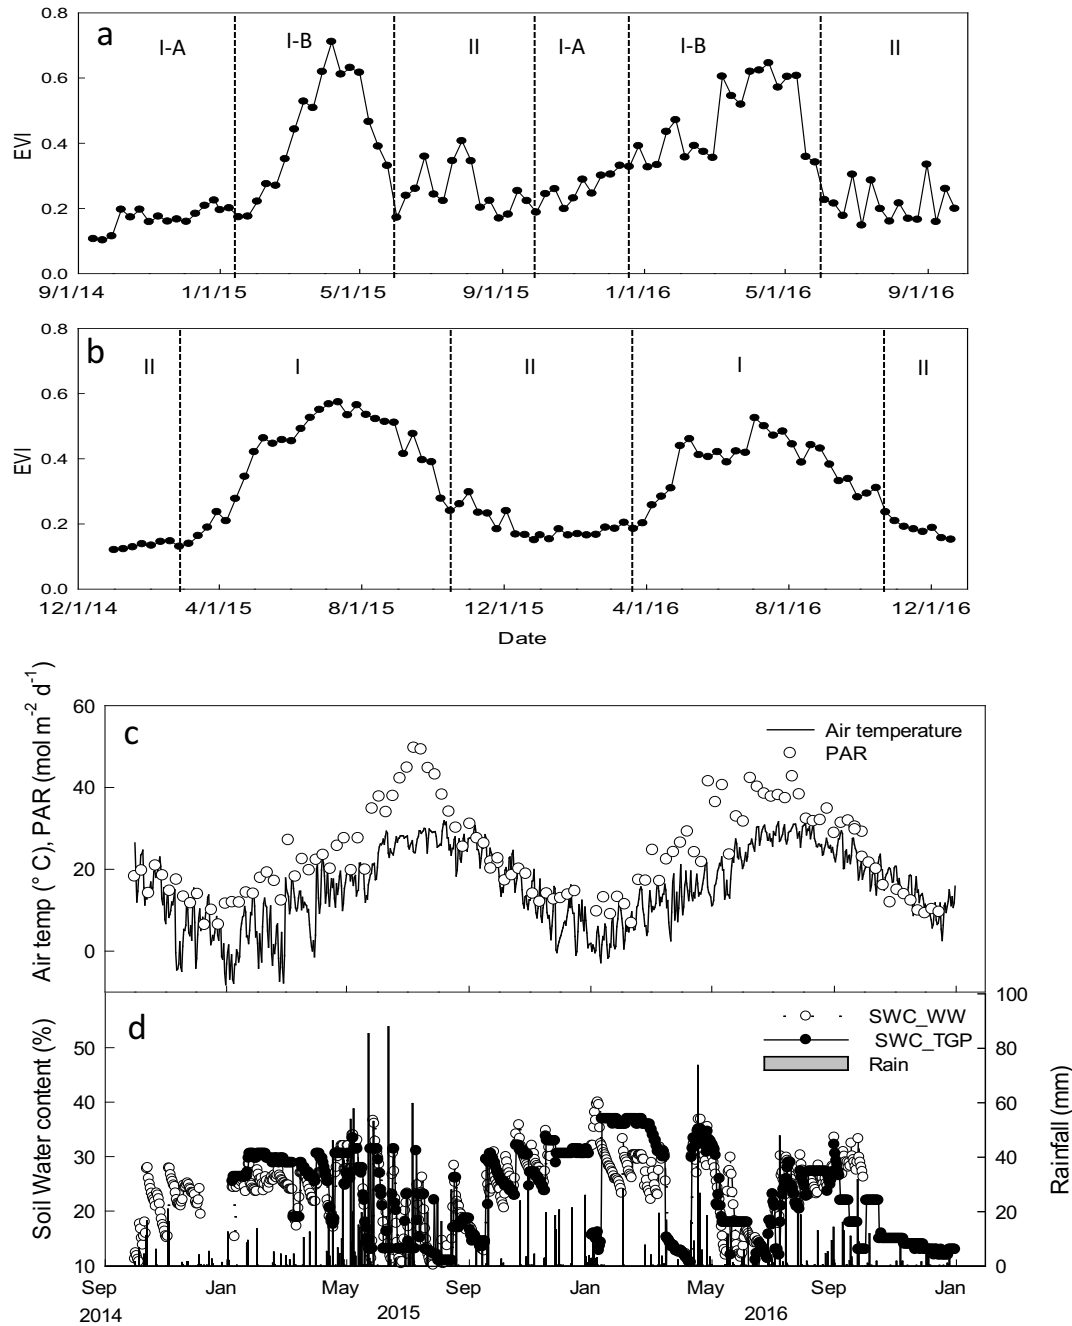 0.8
a
I-A
I-B
II
I-A
I-B
II
0.6
EVI
0.4
0.2
0.0
9/1/14
1/1/15
5/1/15
9/1/15
1/1/16
5/1/16
9/1/16
0.8
b
II
I
II
I
II
0.6
EVI
0.4
0.2
0.0
12/1/14
4/1/15
8/1/15
12/1/15
4/1/16
8/1/16
12/1/16
Date
Air temp (° C), PAR (mol m⁻² d⁻¹)
60
c
Air temperature
PAR
40
20
0
Soil Water content (%)
d
100
SWC_WW
SWC_TGP
Rain
50
80
40
60
30
40
20
20
10
0
Rainfall (mm)
Sep
Jan
May
Sep
Jan
May
Sep
Jan
2014
2015
2016